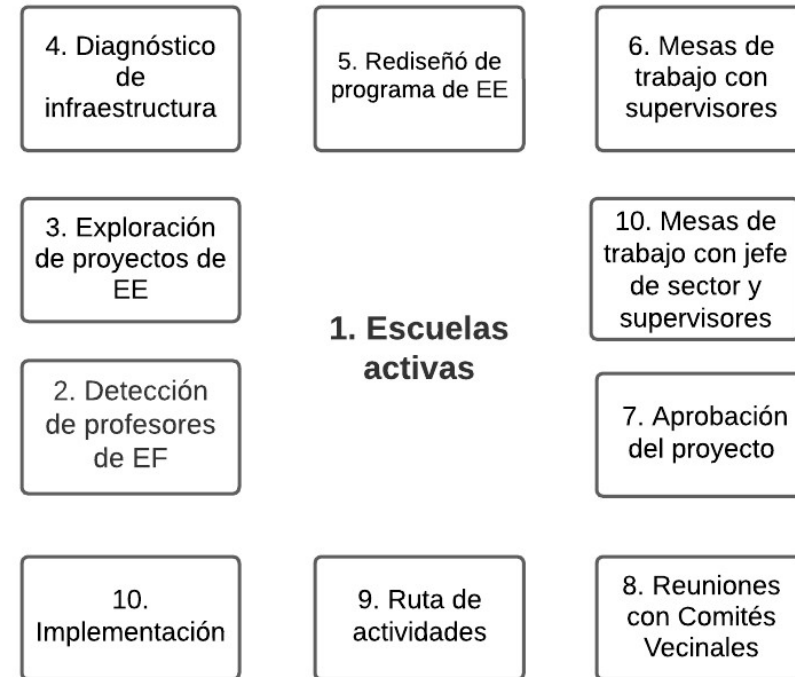 4. Diagnóstico
de
infraestructura
5. Rediseñó de
programa de EE
6. Mesas de
trabajo con
supervisores
3. Exploración
de proyectos de
EE
10. Mesas de
trabajo con jefe
de sector y
supervisores
1. Escuelas
activas
2. Detección
de profesores
de EF
7. Aprobación
del proyecto
10.
Implementación
9. Ruta de
actividades
8. Reuniones
con Comités
Vecinales